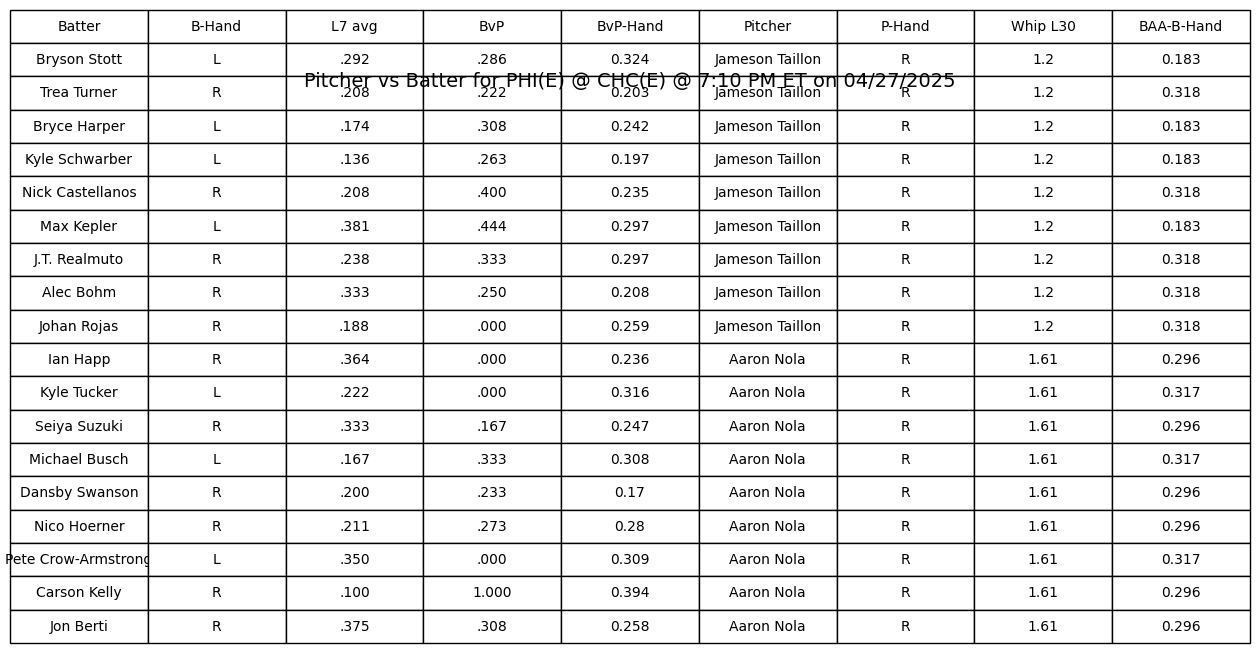 Batter B-Hand L7 avg BvP BvP-Hand Pitcher P-Hand Whip L30 BAA-B-Hand
Bryson Stott L .292 .286 0.324 Jameson Taillon R 1.2 0.183
Pitcher vs Batter for PHI(E) @ CHC(E) @ 7:10 PM ET on 04/27/2025
Trea Turner R .208 .222 0.203 Jameson Taillon R 1.2 0.318
Bryce Harper L .174 .308 0.242 Jameson Taillon R 1.2 0.183
Kyle Schwarber L .136 .263 0.197 Jameson Taillon R 1.2 0.183
Nick Castellanos R .208 .400 0.235 Jameson Taillon R 1.2 0.318
Max Kepler L .381 .444 0.297 Jameson Taillon R 1.2 0.183
J.T. Realmuto R .238 .333 0.297 Jameson Taillon R 1.2 0.318
Alec Bohm R .333 .250 0.208 Jameson Taillon R 1.2 0.318
Johan Rojas R .188 .000 0.259 Jameson Taillon R 1.2 0.318
Ian Happ R .364 .000 0.236 Aaron Nola R 1.61 0.296
Kyle Tucker L .222 .000 0.316 Aaron Nola R 1.61 0.317
Seiya Suzuki R .333 .167 0.247 Aaron Nola R 1.61 0.296
Michael Busch L .167 .333 0.308 Aaron Nola R 1.61 0.317
Dansby Swanson R .200 .233 0.17 Aaron Nola R 1.61 0.296
Nico Hoerner R .211 .273 0.28 Aaron Nola R 1.61 0.296
Pete Crow-Armstrong L .350 .000 0.309 Aaron Nola R 1.61 0.317
Carson Kelly R .100 1.000 0.394 Aaron Nola R 1.61 0.296
Jon Berti R .375 .308 0.258 Aaron Nola R 1.61 0.296